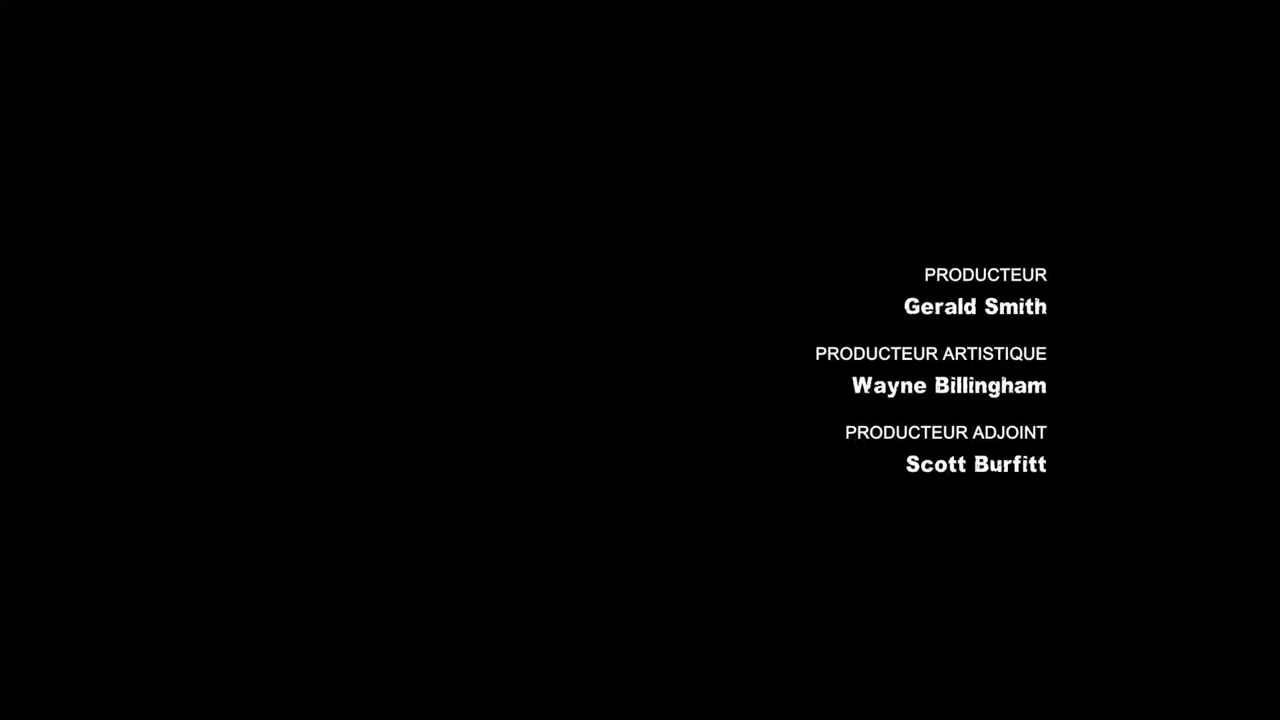 PRODUCTEUR
Gerald Smith
PRODUCTEUR ARTISTIQUE
Wayne Billingham
PRODUCTEUR ADJOINT
Scott Burfitt